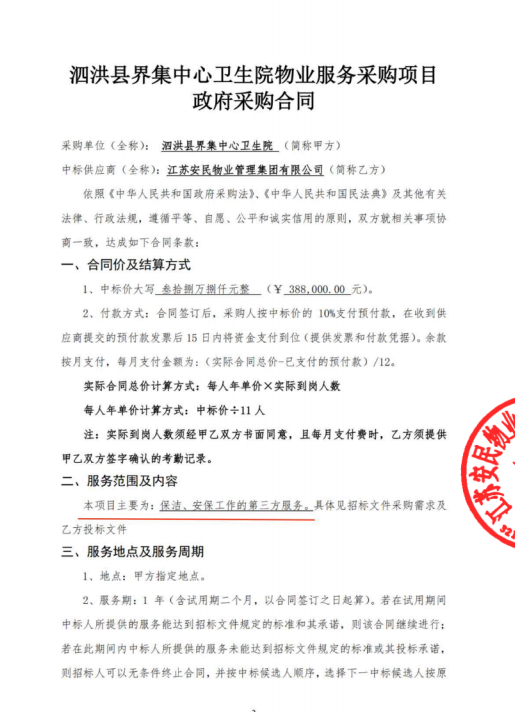 泗洪县界集中心卫生院物业服务采购项目
政府采购合同
采购单位（全称）： 泗洪县界集中心卫生院 （简称甲方）
中标供应商（全称）：江苏安民物业管理集团有限公司（简称乙方）
依照《中华人民共和国政府采购法》、《中华人民共和国民法典》及其他有关
法律、行政法规，遵循平等、自愿、公平和诚实信用的原则，双方就相关事项协
商一致，达成如下合同条款：
一、合同价及结算方式
1、中标价大写 叁拾捌万捌仟元整 （￥ 388,000.00 元）。
2、付款方式：合同签订后，采购人按中标价的 10%支付预付款，在收到供
应商提交的预付款发票后 15 日内将资金支付到位（提供发票和付款凭据）。余款
按月支付，每月支付金额为：（实际合同总价-已支付的预付款）/12。
实际合同总价计算方式：每人年单价×实际到岗人数
每人年单价计算方式：中标价÷11 人
注：实际到岗人数须经甲乙双方书面同意，且每月支付费时，乙方须提供
甲乙双方签字确认的考勤记录。
二、服务范围及内容
本项目主要为：保洁、安保工作的第三方服务。具体见招标文件采购需求及
乙方投标文件
三、服务地点及服务周期
1、地点：甲方指定地点。
2、服务期：1 年（含试用期二个月，以合同签订之日起算）。若在试用期间
中标人所提供的服务能达到招标文件规定的标准和其承诺，则该合同继续进行；
若在此期间内中标人所提供的服务未能达到招标文件规定的标准或其投标承诺，
则招标人可以无条件终止合同，并按中标候选人顺序，选择下一中标候选人按原
江苏安民物业